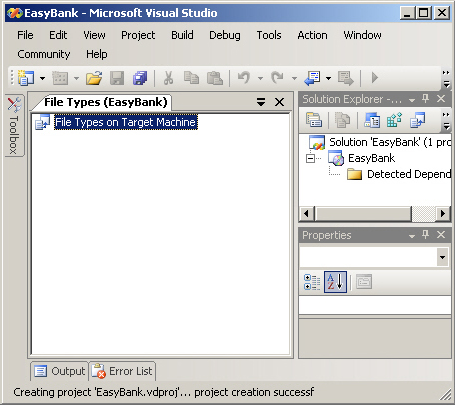 EasyBank - Microsoft Visual Studio
File Edit View Project Build Debug Tools Action Window
Community Help
Toolbox
File Types (EasyBank)
File Types on Target Machine
Solution Explorer -...
Solution 'EasyBank' (1 pro
EasyBank
Detected Depend
Properties
Output Error List
Creating project 'EasyBank.vdproj'... project creation successf